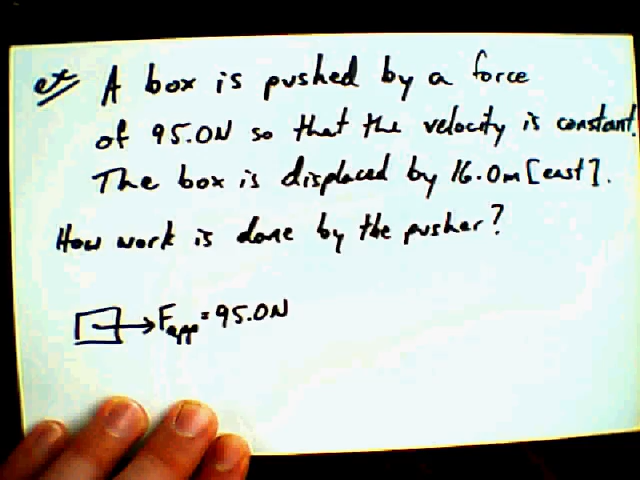 ex A box is pushed by a force
of 95.0N so that the velocity is constant.
The box is displaced by 16.0m [east].
How work is done by the pusher?
Fapp = 95.0N